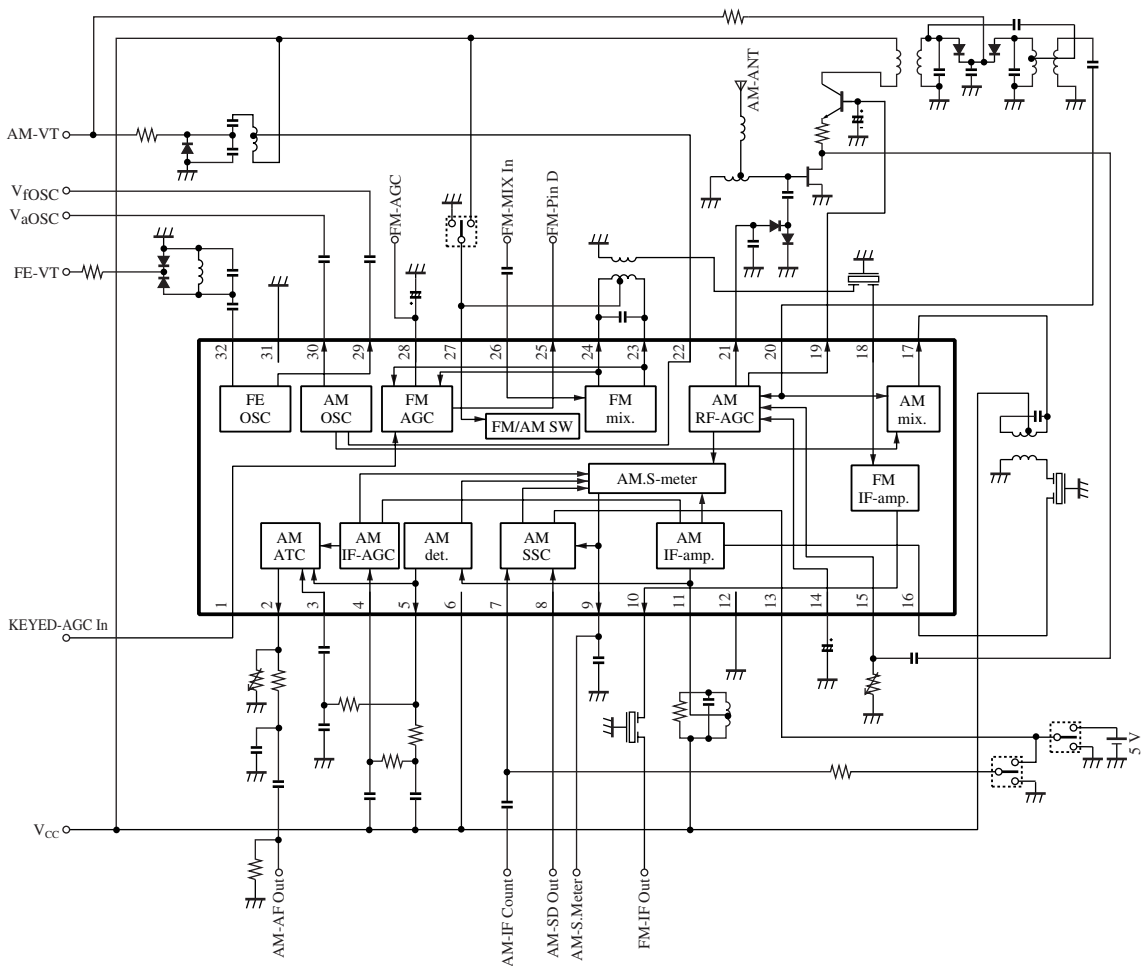 AM-ANT
AM-VT
VfOSC
VaOSC
FE-VT
FM-AGC
FM-MIX In
FM-Pin D
32
31
30
29
28
27
26
25
24
23
22
21
20
19
18
17
FE
OSC
AM
OSC
FM
AGC
FM/AM SW
FM
mix.
AM
RF-AGC
AM
mix.
AM.S-meter
FM
IF-amp.
AM
ATC
AM
IF-AGC
AM
det.
AM
SSC
AM
IF-amp.
1
2
3
4
5
6
7
8
9
10
11
12
13
14
15
16
KEYED-AGC In
5 V
VCC
AM-AF Out
AM-IF Count
AM-SD Out
AM-S.Meter
FM-IF Out